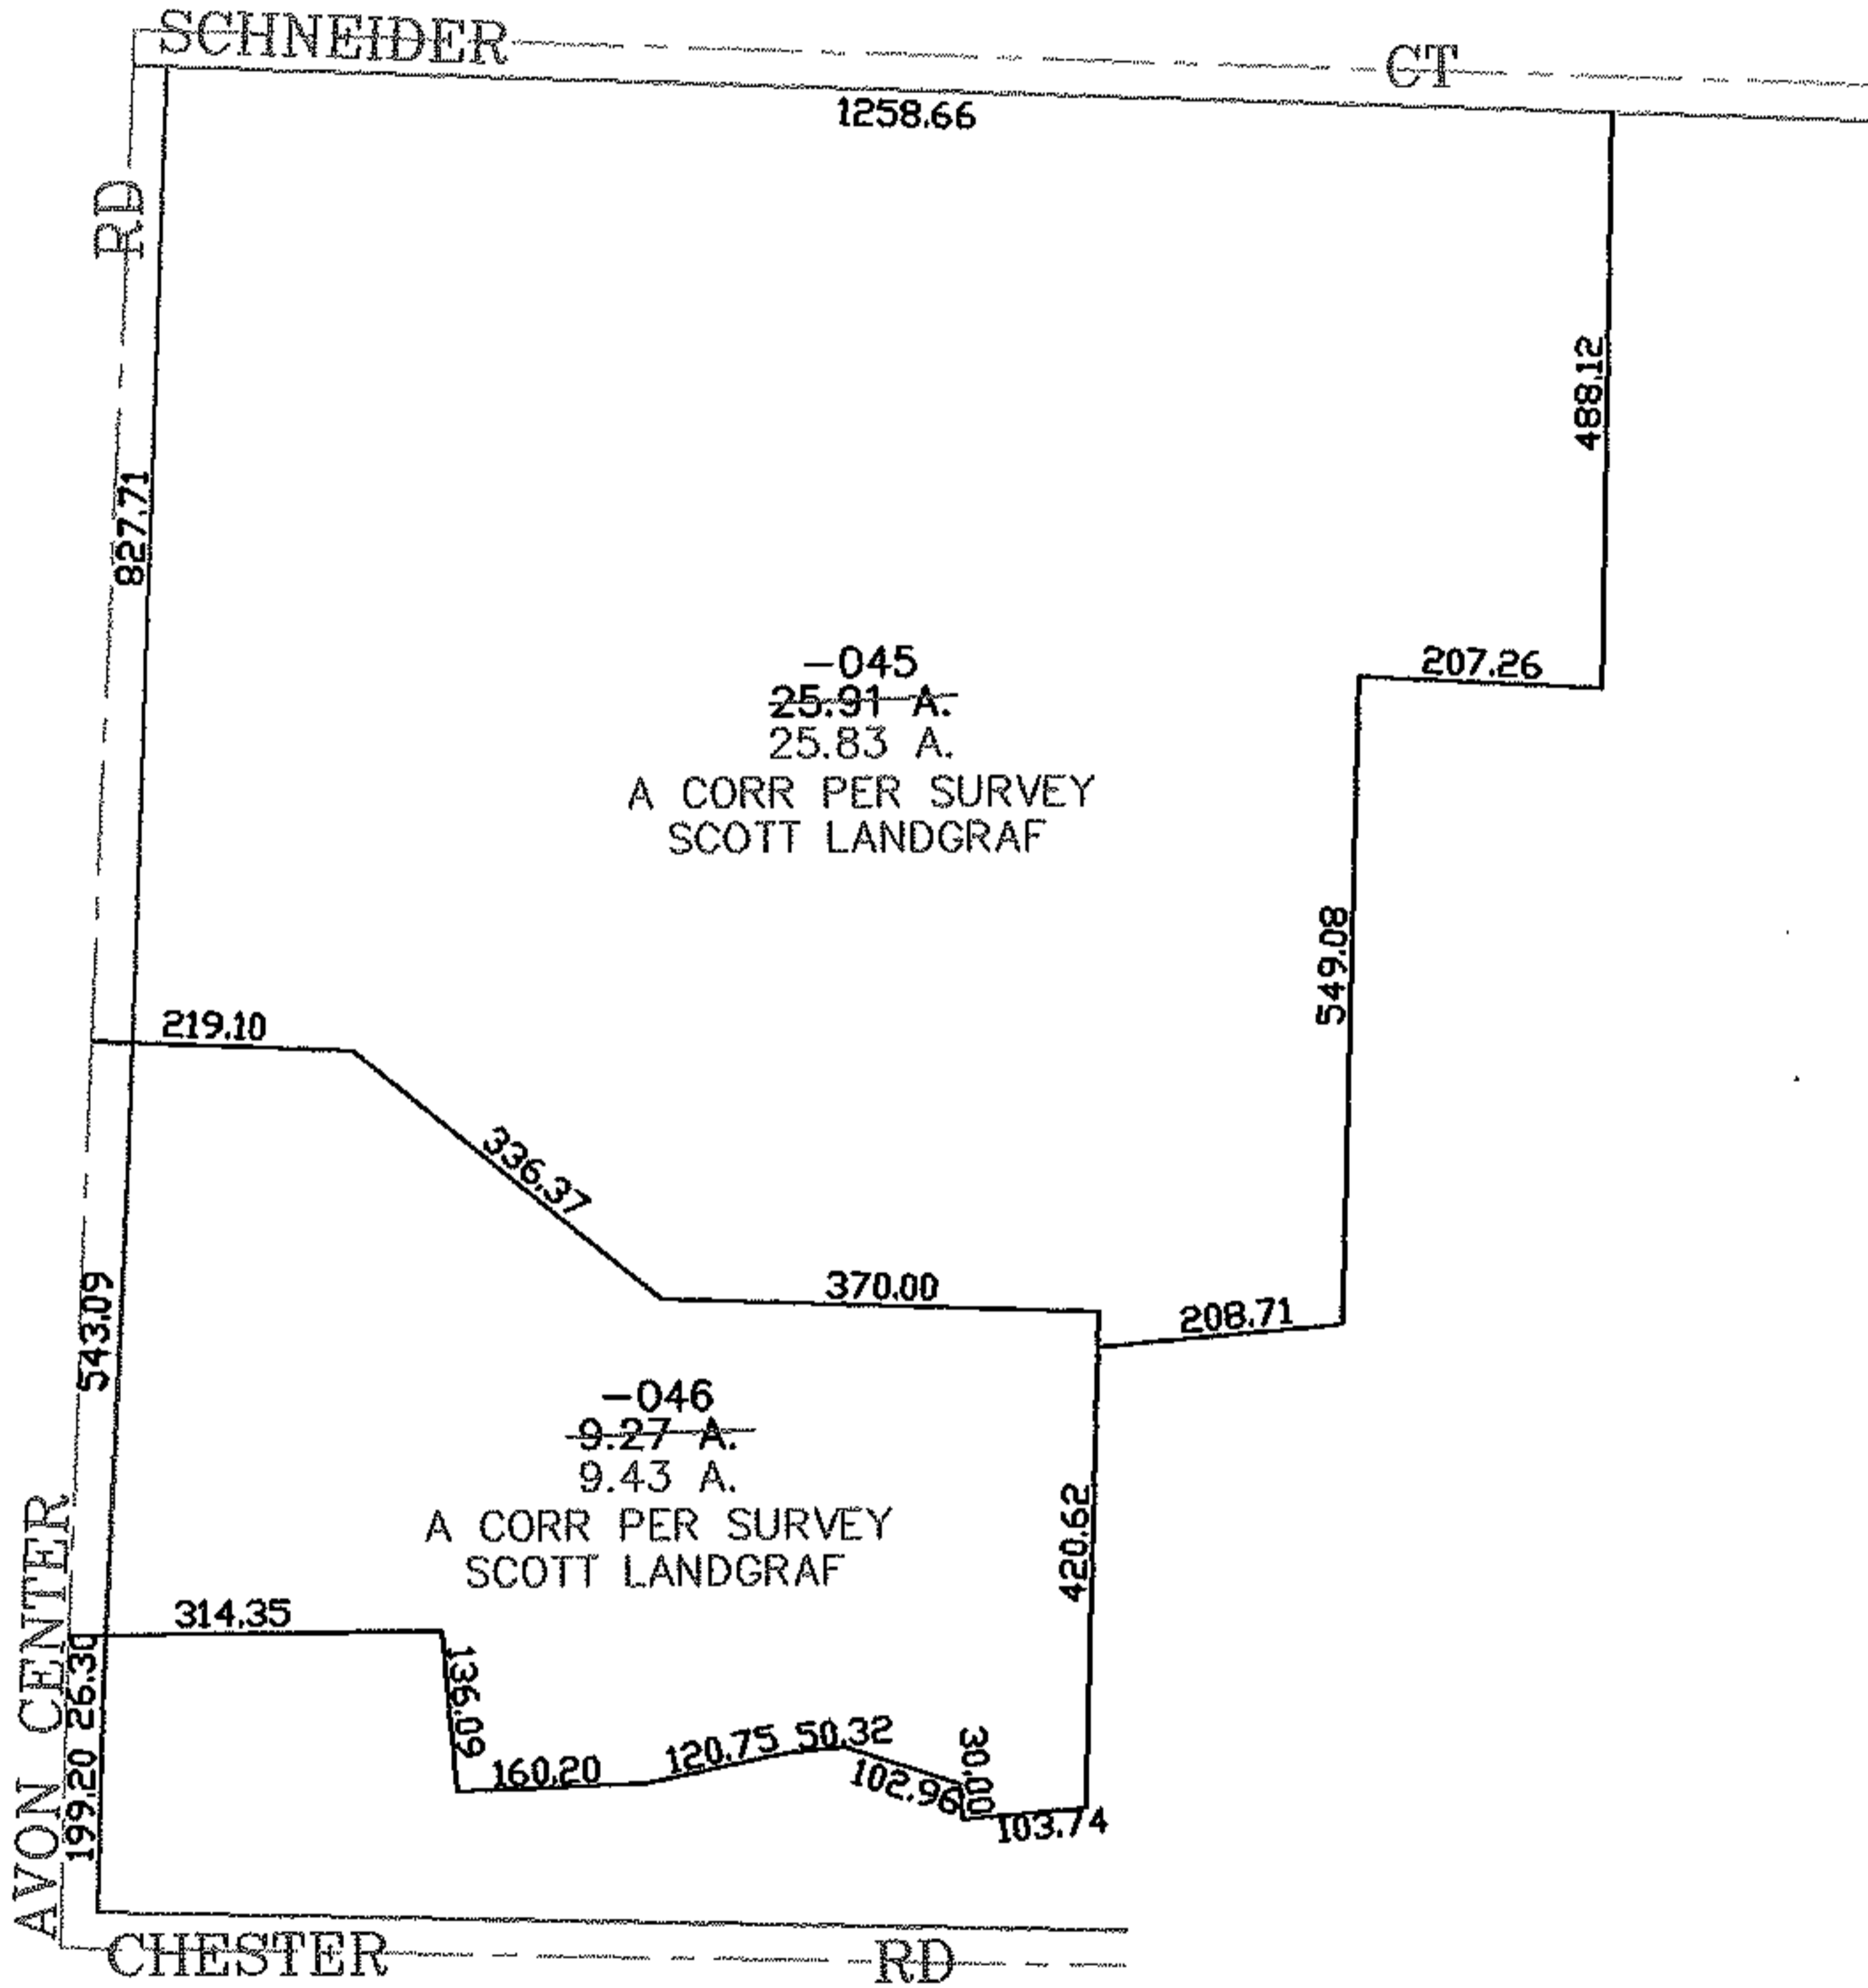 SCHNEIDER CT
1258.66
RD
488.12
827.71
-045
25.91 A.
25.83 A.
A CORR PER SURVEY
SCOTT LANDGRAF
207.26
549.08
219.10
336.37
370.00
208.71
543.09
-046
9.27 A.
9.43 A.
A CORR PER SURVEY
SCOTT LANDGRAF
420.62
AVON CENTER
314.35
26.30
136.09
199.20
160.20
120.75
50.32
102.96
30.00
103.74
CHESTER RD